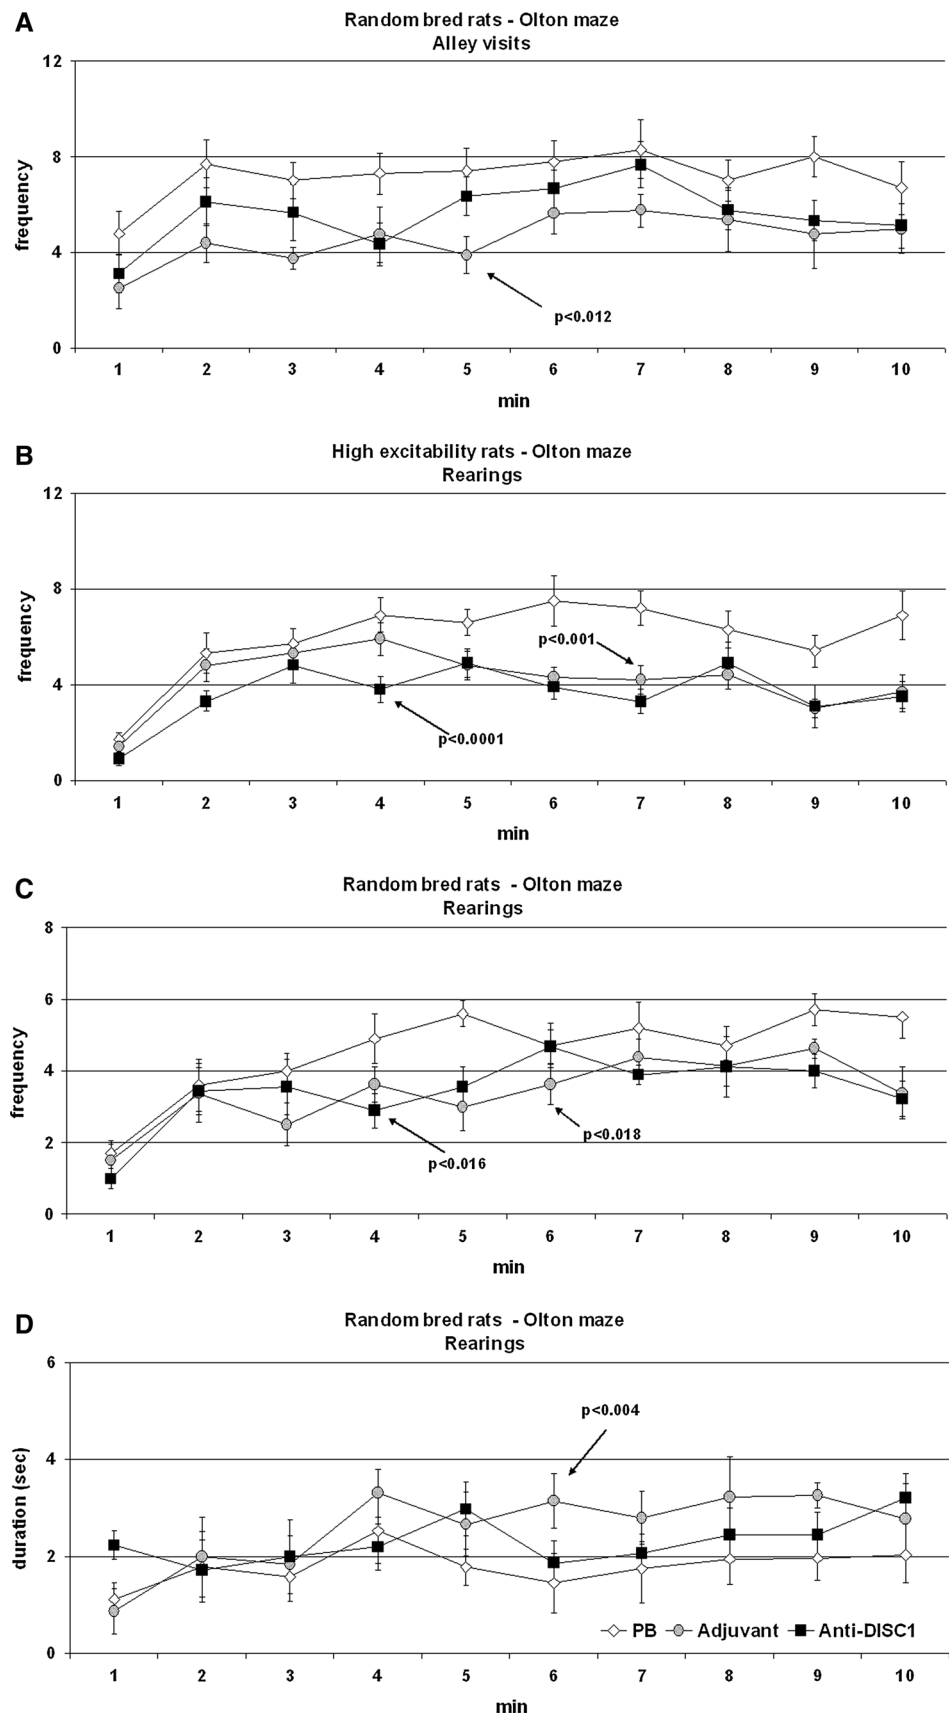 A
Random bred rats - Olton maze
Alley visits
12
8
4
0
frequency
p<0.012
1 2 3 4 5 6 7 8 9 10
min
B
High excitability rats - Olton maze
Rearings
12
8
4
0
frequency
p<0.001
p<0.0001
1 2 3 4 5 6 7 8 9 10
min
C
Random bred rats - Olton maze
Rearings
8
6
4
2
0
frequency
p<0.018
p<0.016
1 2 3 4 5 6 7 8 9 10
min
D
Random bred rats - Olton maze
Rearings
6
4
2
0
duration (sec)
p<0.004
PB Adjuvant Anti-DISC1
1 2 3 4 5 6 7 8 9 10
min